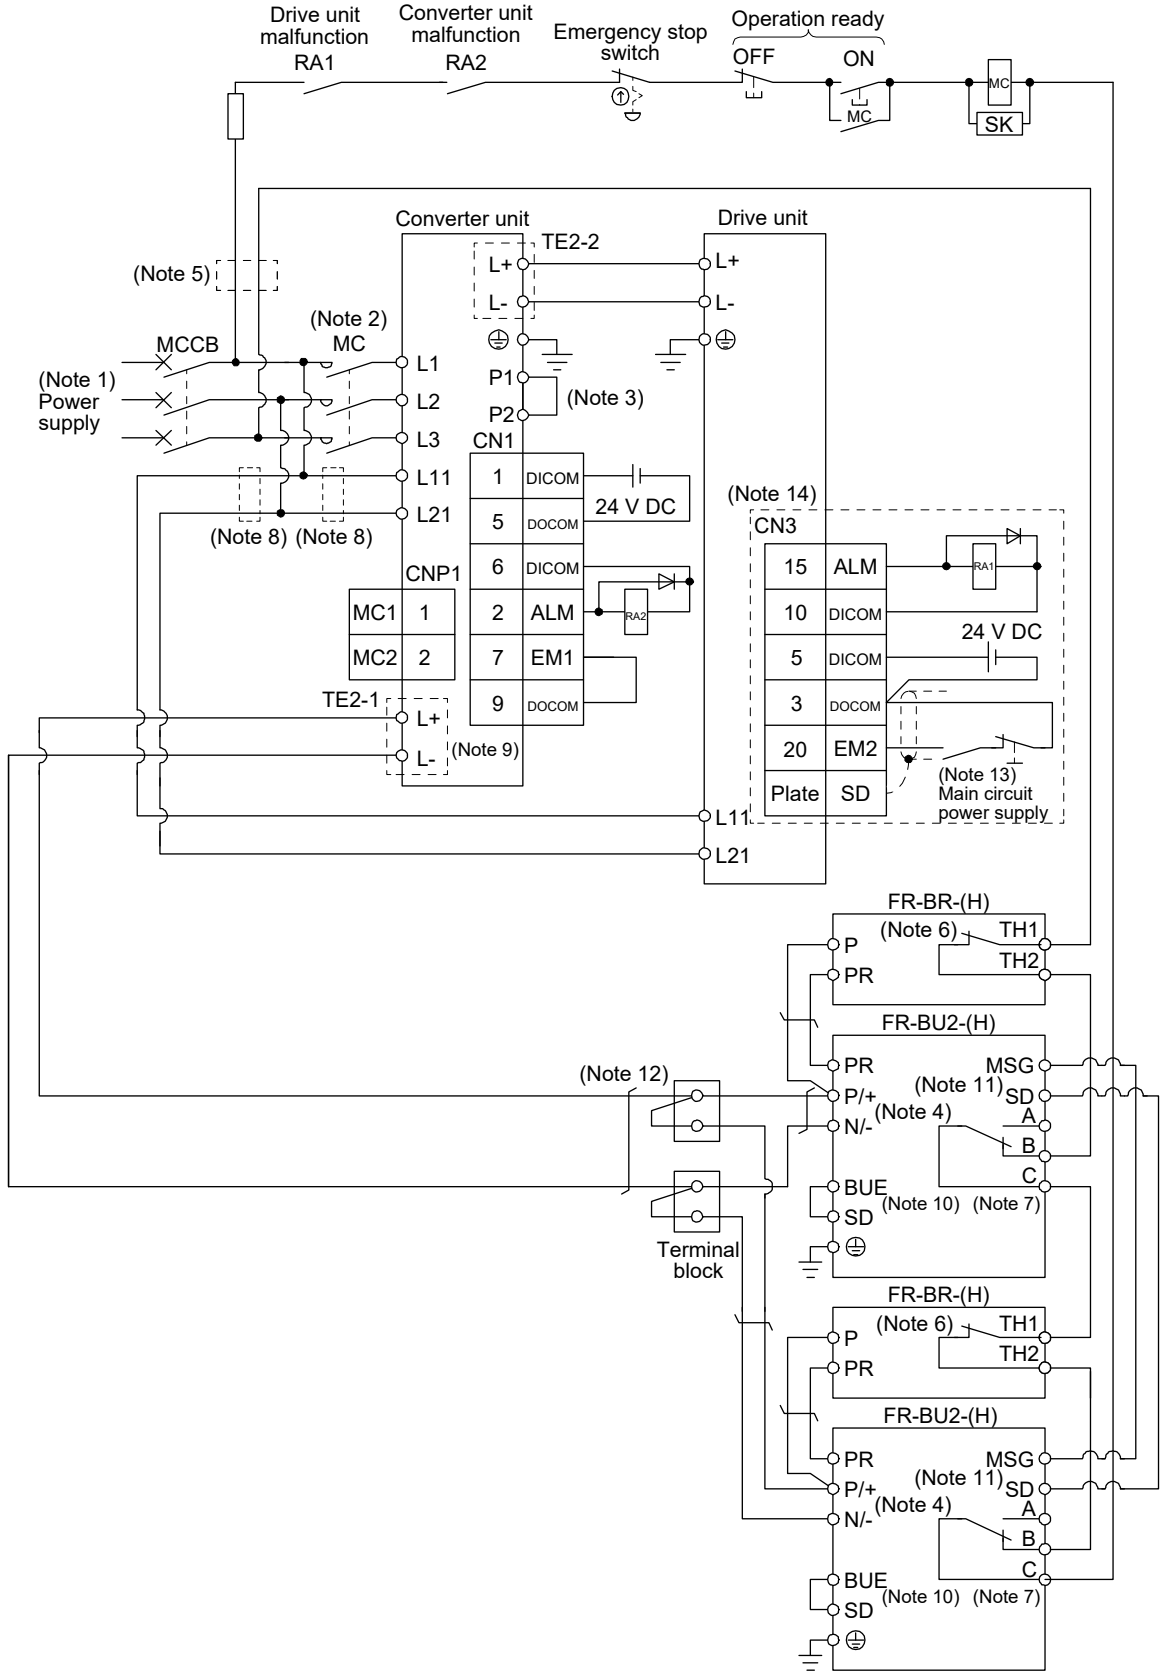 Drive unit
malfunction
RA1
Converter unit
malfunction
RA2
Emergency stop
switch
Operation ready
OFF
ON
MC
MC
SK
Converter unit
Drive unit
TE2-2
L+
L+
L-
L-
(Note 5)
(Note 2)
MC
MCCB
(Note 1)
Power
supply
L1
L2
L3
L11
L21
P1
P2
(Note 3)
(Note 8)
(Note 8)
CN1
1 DICOM
5 DOCOM
24 V DC
6 DICOM
2 ALM
RA2
7 EM1
9 DOCOM
CNP1
MC1 1
MC2 2
TE2-1
L+
L-
(Note 9)
(Note 14)
CN3
15 ALM
RA1
10 DICOM
24 V DC
5 DICOM
3 DOCOM
20 EM2
Plate SD
(Note 13)
Main circuit
power supply
L11
L21
FR-BR-(H)
(Note 6)
P
PR
TH1
TH2
FR-BU2-(H)
PR
P/+
N/-
MSG
(Note 11)
SD
(Note 4)
A
B
C
BUE
SD
(Note 10)
(Note 7)
(Note 12)
Terminal
block
FR-BR-(H)
(Note 6)
P
PR
TH1
TH2
FR-BU2-(H)
PR
P/+
N/-
MSG
(Note 11)
SD
(Note 4)
A
B
C
BUE
SD
(Note 10)
(Note 7)